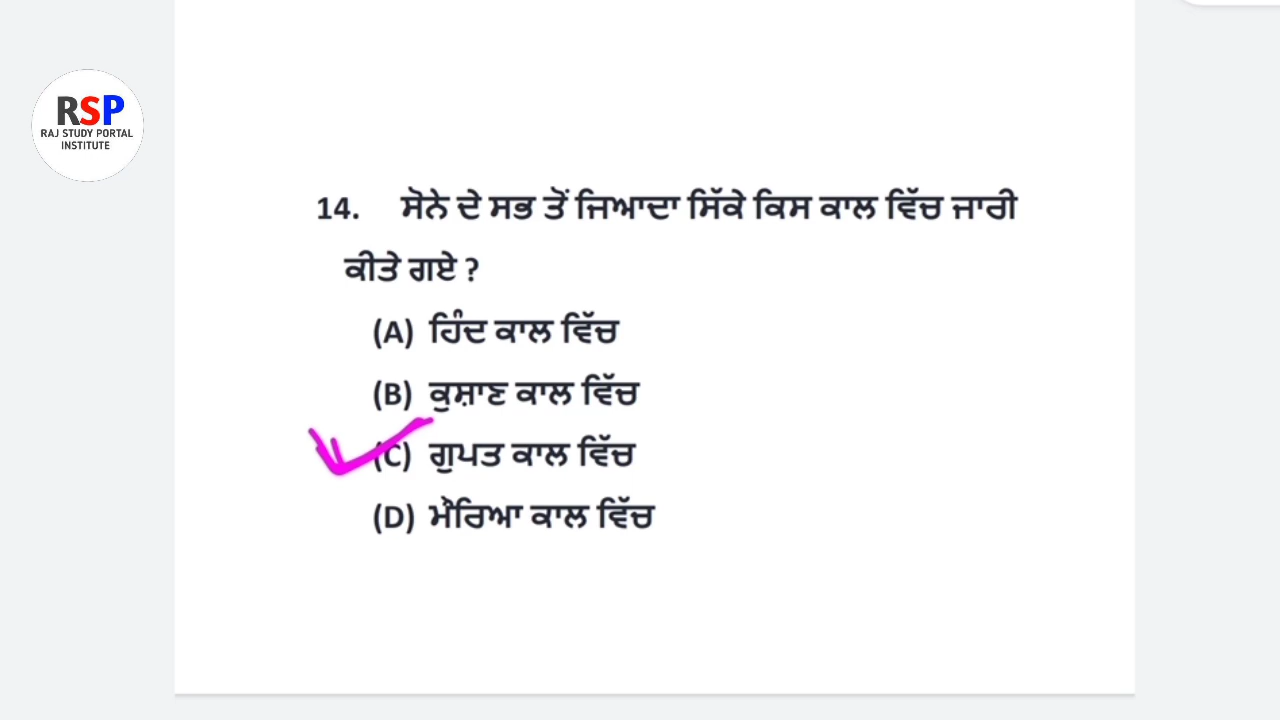 RSP
RAJ STUDY PORTAL
INSTITUTE
14. ਸੋਨੇ ਦੇ ਸਭ ਤੋਂ ਜਿਆਦਾ ਸਿੱਕੇ ਕਿਸ ਕਾਲ ਵਿੱਚ ਜਾਰੀ
ਕੀਤੇ ਗਏ ?
(A) ਹਿੰਦ ਕਾਲ ਵਿੱਚ
(B) ਕੁਸ਼ਾਣ ਕਾਲ ਵਿੱਚ
(C) ਗੁਪਤ ਕਾਲ ਵਿੱਚ
(D) ਮੌਰਿਆ ਕਾਲ ਵਿੱਚ